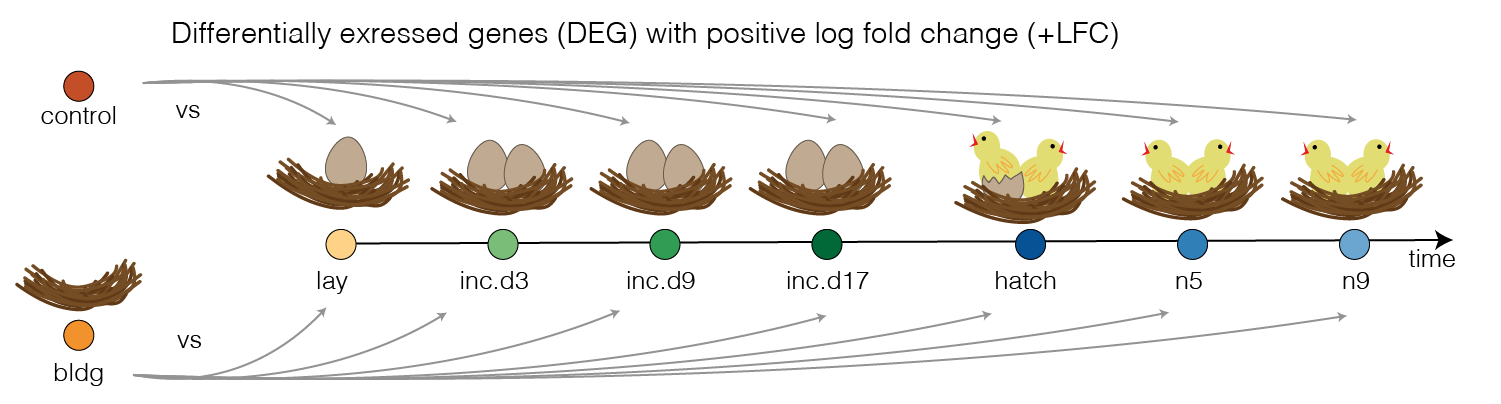 Differentially exressed genes (DEG) with positive log fold change (+LFC)
control
vs
lay
inc.d3
inc.d9
inc.d17
hatch
n5
n9
time
vs
bldg